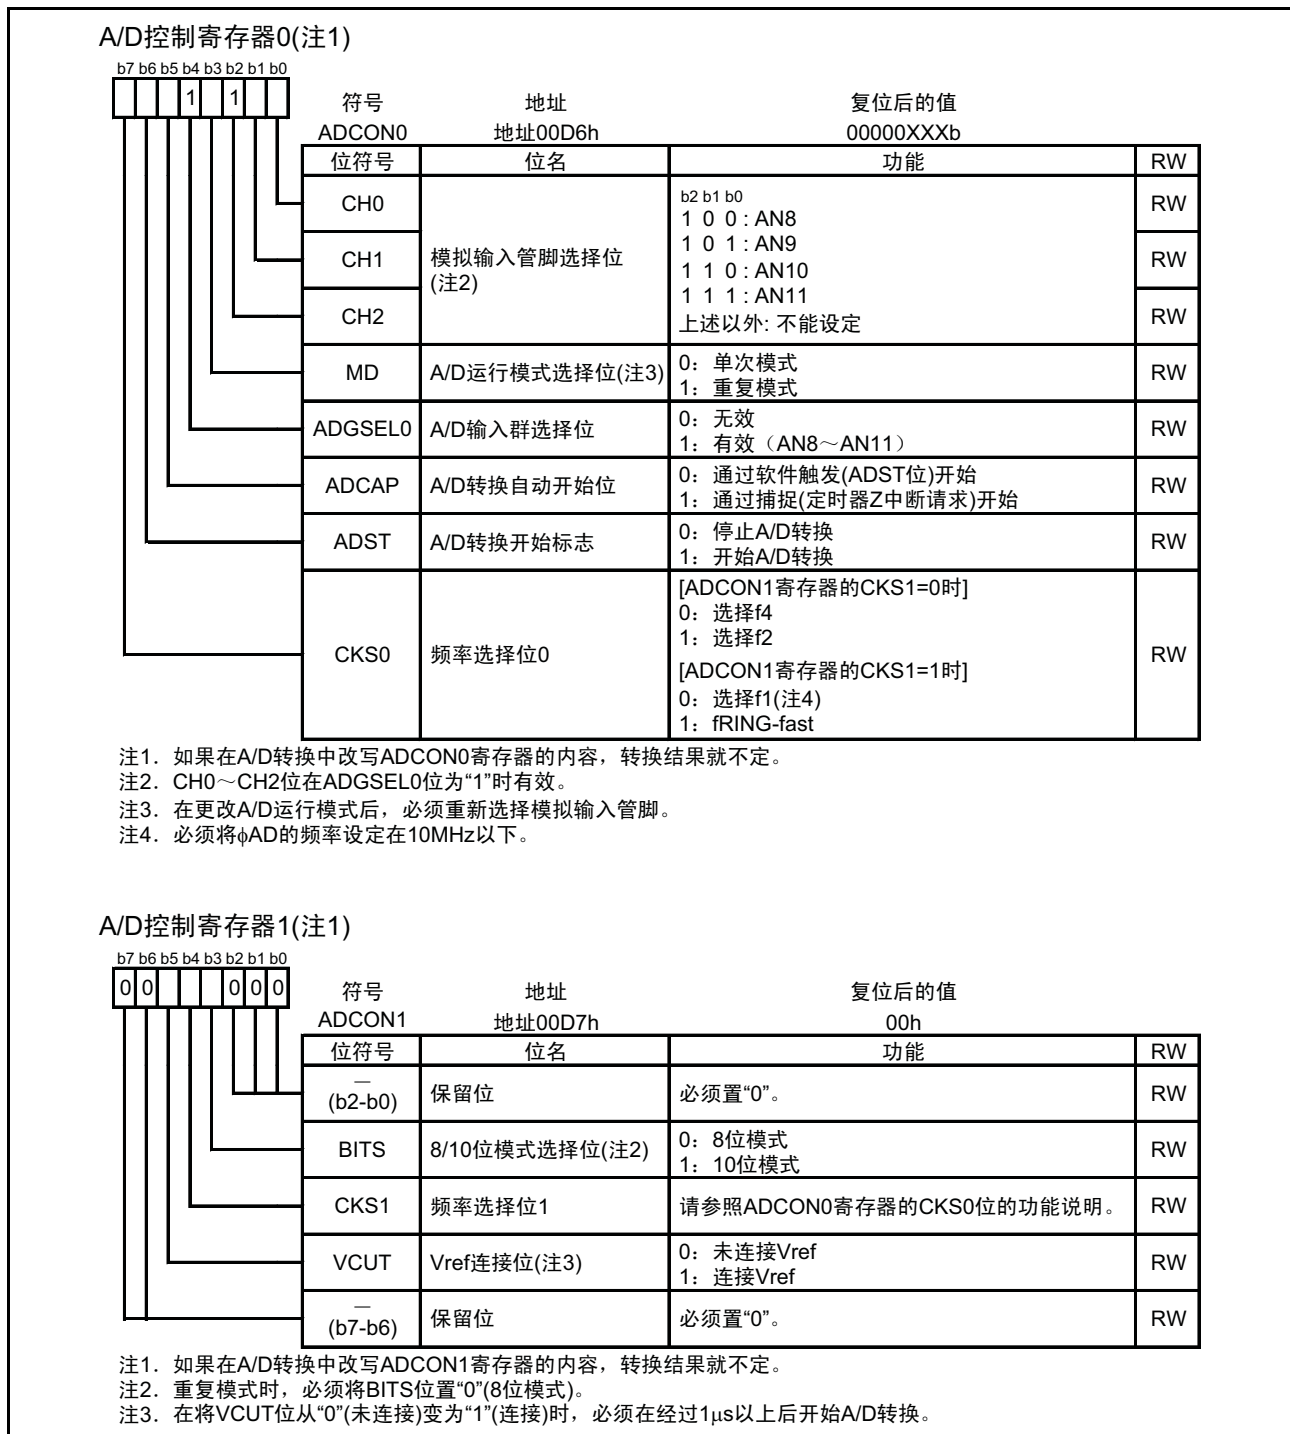 A/D控制寄存器0(注1)
b7 b6 b5 b4 b3 b2 b1 b0
1 1
符号 地址 复位后的值
ADCON0 地址00D6h 00000XXXb
位符号 位名 功能 RW
CH0 RW
CH1 RW
CH2 RW
模拟输入管脚选择位
(注2)
b2 b1 b0
1 0 0 : AN8
1 0 1 : AN9
1 1 0 : AN10
1 1 1 : AN11
上述以外: 不能设定
MD A/D运行模式选择位(注3) RW
0：单次模式
1：重复模式
ADGSEL0 A/D输入群选择位 RW
0：无效
1：有效（AN8～AN11）
ADCAP A/D转换自动开始位 RW
0：通过软件触发(ADST位)开始
1：通过捕捉(定时器Z中断请求)开始
ADST A/D转换开始标志 RW
0：停止A/D转换
1：开始A/D转换
CKS0 频率选择位0 RW
[ADCON1寄存器的CKS1=0时]
0：选择f4
1：选择f2
[ADCON1寄存器的CKS1=1时]
0：选择f1(注4)
1：fRING-fast
注1．如果在A/D转换中改写ADCON0寄存器的内容，转换结果就不定。
注2．CH0～CH2位在ADGSEL0位为“1”时有效。
注3．在更改A/D运行模式后，必须重新选择模拟输入管脚。
注4．必须将ϕAD的频率设定在10MHz以下。
A/D控制寄存器1(注1)
b7 b6 b5 b4 b3 b2 b1 b0
0 0 0 0 0
符号 地址 复位后的值
ADCON1 地址00D7h 00h
位符号 位名 功能 RW
—
(b2-b0) 保留位 必须置“0”。 RW
BITS 8/10位模式选择位(注2) RW
0：8位模式
1：10位模式
CKS1 频率选择位1 请参照ADCON0寄存器的CKS0位的功能说明。 RW
VCUT Vref连接位(注3) RW
0：未连接Vref
1：连接Vref
—
(b7-b6) 保留位 必须置“0”。 RW
注1．如果在A/D转换中改写ADCON1寄存器的内容，转换结果就不定。
注2．重复模式时，必须将BITS位置“0”(8位模式)。
注3．在将VCUT位从“0”(未连接)变为“1”(连接)时，必须在经过1μs以上后开始A/D转换。